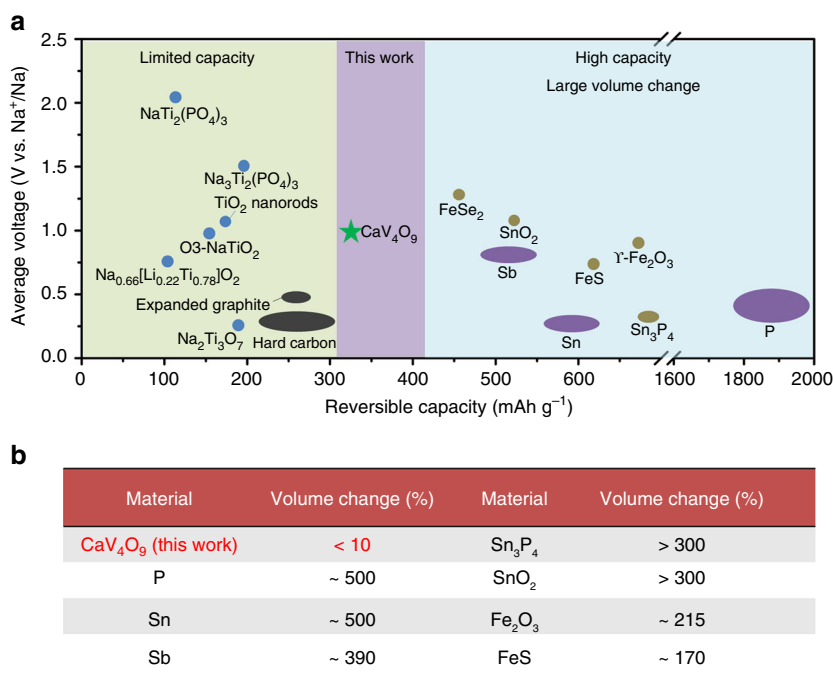 a
Limited capacity
This work
High capacity
Large volume change
Average voltage (V vs. Na⁺/Na)
2.5
2.0
1.5
1.0
0.5
0.0
NaTi₂(PO₄)₃
Na₃Ti₂(PO₄)₃
TiO₂ nanorods
O3-NaTiO₂
Na₀.₆₆[Li₀.₂₂Ti₀.₇₈]O₂
Expanded graphite
Na₂Ti₃O₇
Hard carbon
CaV₄O₉
FeSe₂
SnO₂
Sb
FeS
ϒ-Fe₂O₃
Sn
Sn₃P₄
P
0 100 200 300 400 500 600 1600 1800 2000
Reversible capacity (mAh g⁻¹)
b
Material Volume change (%) Material Volume change (%)
CaV₄O₉ (this work) < 10 Sn₃P₄ > 300
P ~ 500 SnO₂ > 300
Sn ~ 500 Fe₂O₃ ~ 215
Sb ~ 390 FeS ~ 170